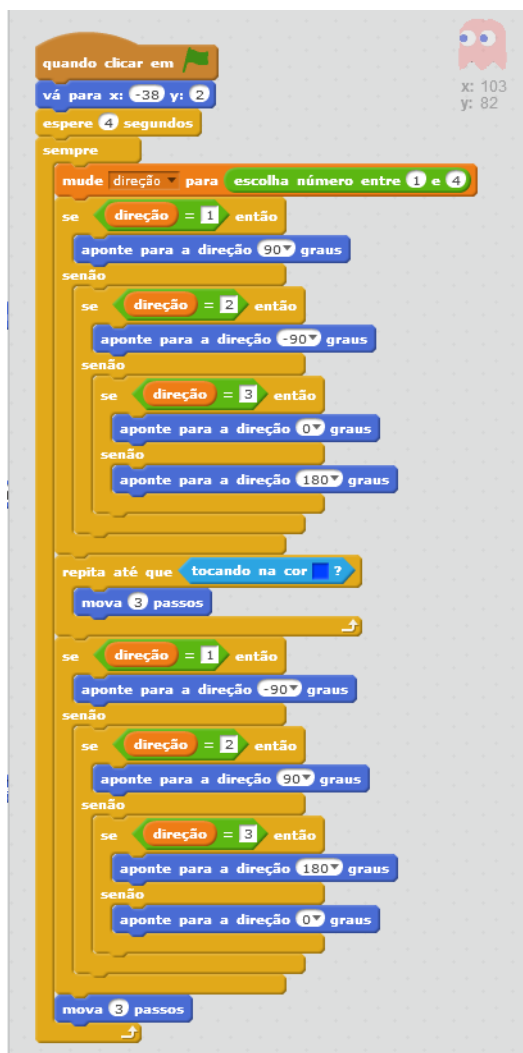 quando clicar em
x: 103
y: 82
vá para x: -38 y: 2
espere 4 segundos
sempre
mude direção para escolha número entre 1 e 4
se direção = 1 então
aponte para a direção 90 graus
senão
se direção = 2 então
aponte para a direção -90 graus
senão
se direção = 3 então
aponte para a direção 0 graus
senão
aponte para a direção 180 graus
repita até que tocando na cor ?
mova 3 passos
se direção = 1 então
aponte para a direção -90 graus
senão
se direção = 2 então
aponte para a direção 90 graus
senão
se direção = 3 então
aponte para a direção 180 graus
senão
aponte para a direção 0 graus
mova 3 passos